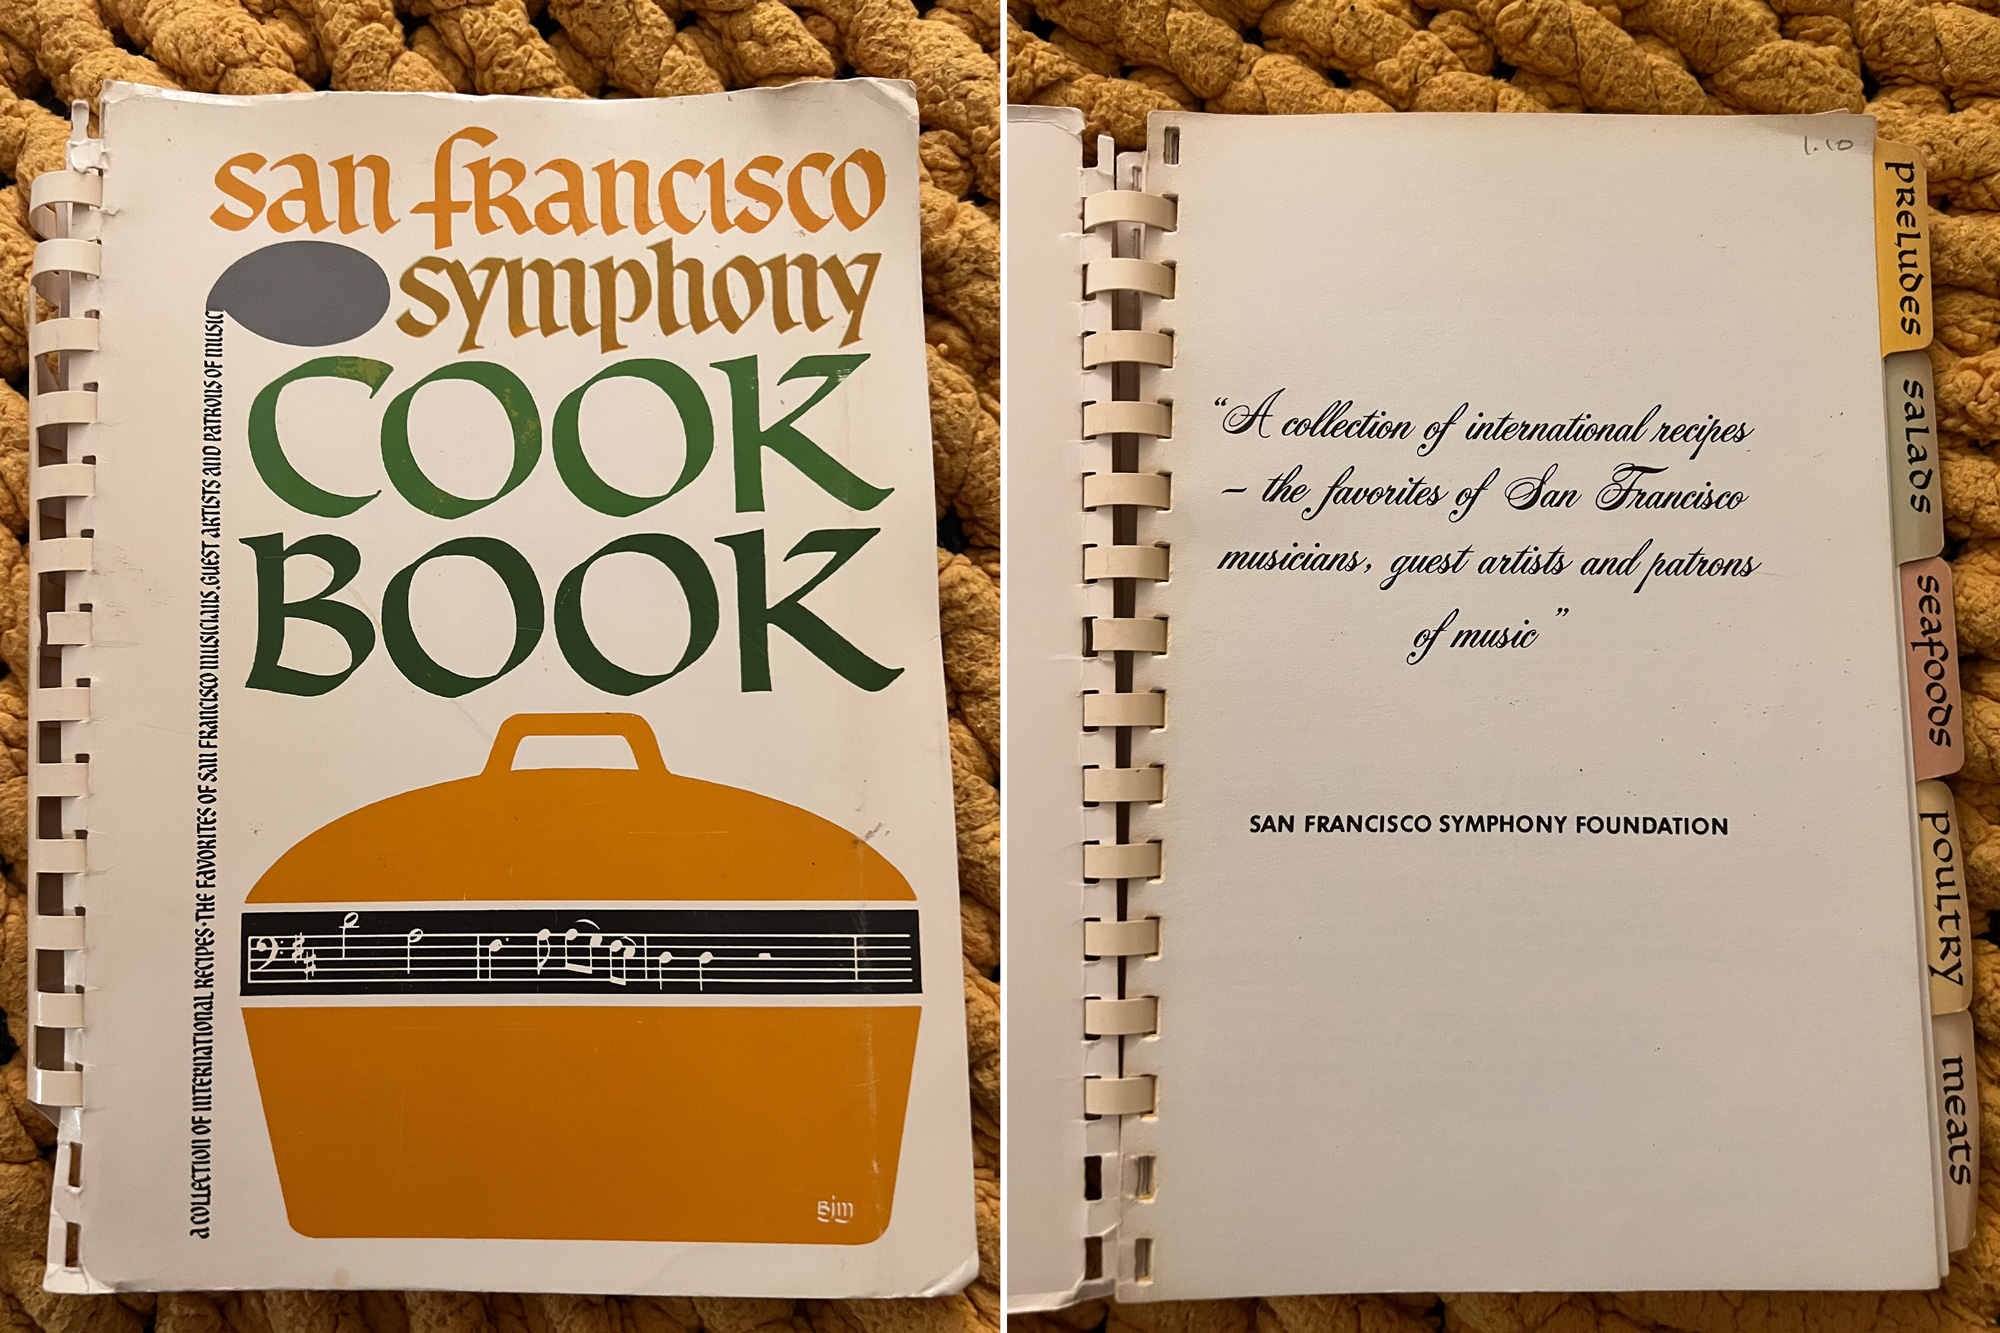 san francisco
symphony
COOK
BOOK
A COLLECTION OF INTERNATIONAL RECIPES·THE FAVORITES OF SAN FRANCISCO MUSICIANS, GUEST ARTISTS AND PATRONS OF MUSIC
BJM
1.10
“A collection of international recipes
– the favorites of San Francisco
musicians, guest artists and patrons
of music”
SAN FRANCISCO SYMPHONY FOUNDATION
preludes
salads
seafoods
poultry
meats